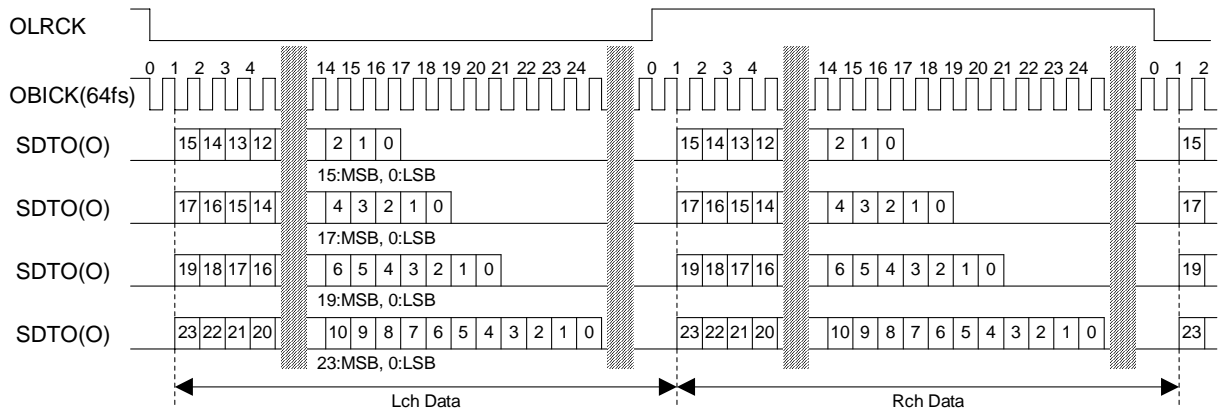 OLRCK
0 1 2 3 4 14 15 16 17 18 19 20 21 22 23 24 0 1 2 3 4 14 15 16 17 18 19 20 21 22 23 24 0 1 2
OBICK(64fs)
SDTO(O) 15 14 13 12 2 1 0 15 14 13 12 2 1 0 15
15:MSB, 0:LSB
SDTO(O) 17 16 15 14 4 3 2 1 0 17 16 15 14 4 3 2 1 0 17
17:MSB, 0:LSB
SDTO(O) 19 18 17 16 6 5 4 3 2 1 0 19 18 17 16 6 5 4 3 2 1 0 19
19:MSB, 0:LSB
SDTO(O) 23 22 21 20 10 9 8 7 6 5 4 3 2 1 0 23 22 21 20 10 9 8 7 6 5 4 3 2 1 0 23
23:MSB, 0:LSB
Lch Data Rch Data